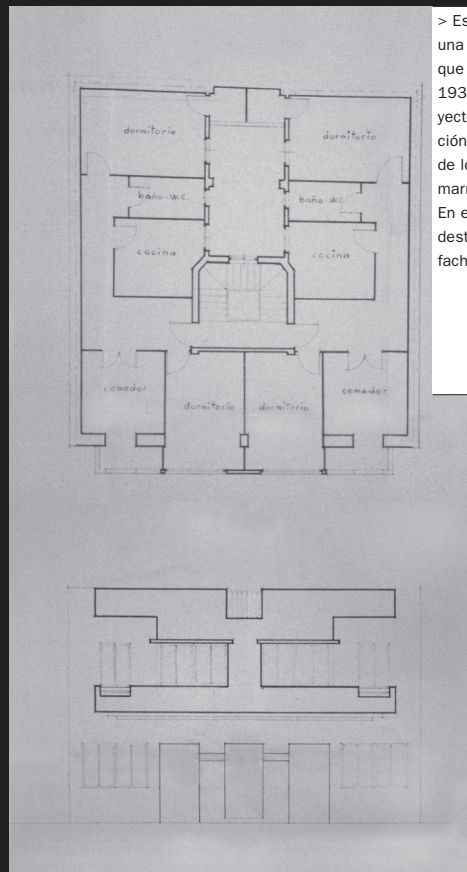 > Es
una
que
193
yecto
ción
de lo
marr
En e
dest
fach
dormitorio dormitorio
baño-W.C. baño-W.C.
cocina cocina
comedor comedor
dormitorio dormitorio